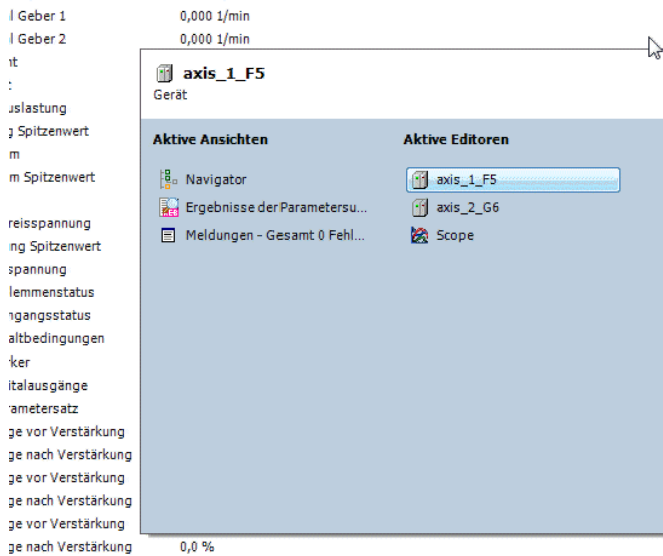 l Geber 1 0,000 1/min
l Geber 2 0,000 1/min
axis_1_F5
Gerät
uslastung
g Spitzenwert
m
m Spitzenwert
reisspannung
ng Spitzenwert
spannung
lemmenstatus
ngangsstatus
altbedingungen
rker
italausgänge
rametersatz
ge vor Verstärkung
ge nach Verstärkung
ge vor Verstärkung
ge nach Verstärkung
ge vor Verstärkung
ge nach Verstärkung 0,0 %
Aktive Ansichten
Navigator
Ergebnisse der Parametersu...
Meldungen - Gesamt 0 Fehl...
Aktive Editoren
axis_1_F5
axis_2_G6
Scope